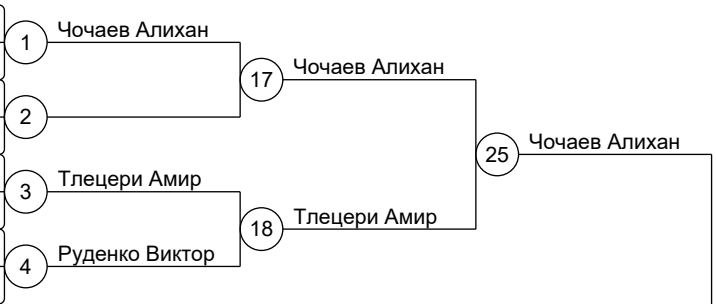 1 Чочаев Алихан
17 Чочаев Алихан
2
25 Чочаев Алихан
3 Тлецери Амир
18 Тлецери Амир
4 Руденко Виктор